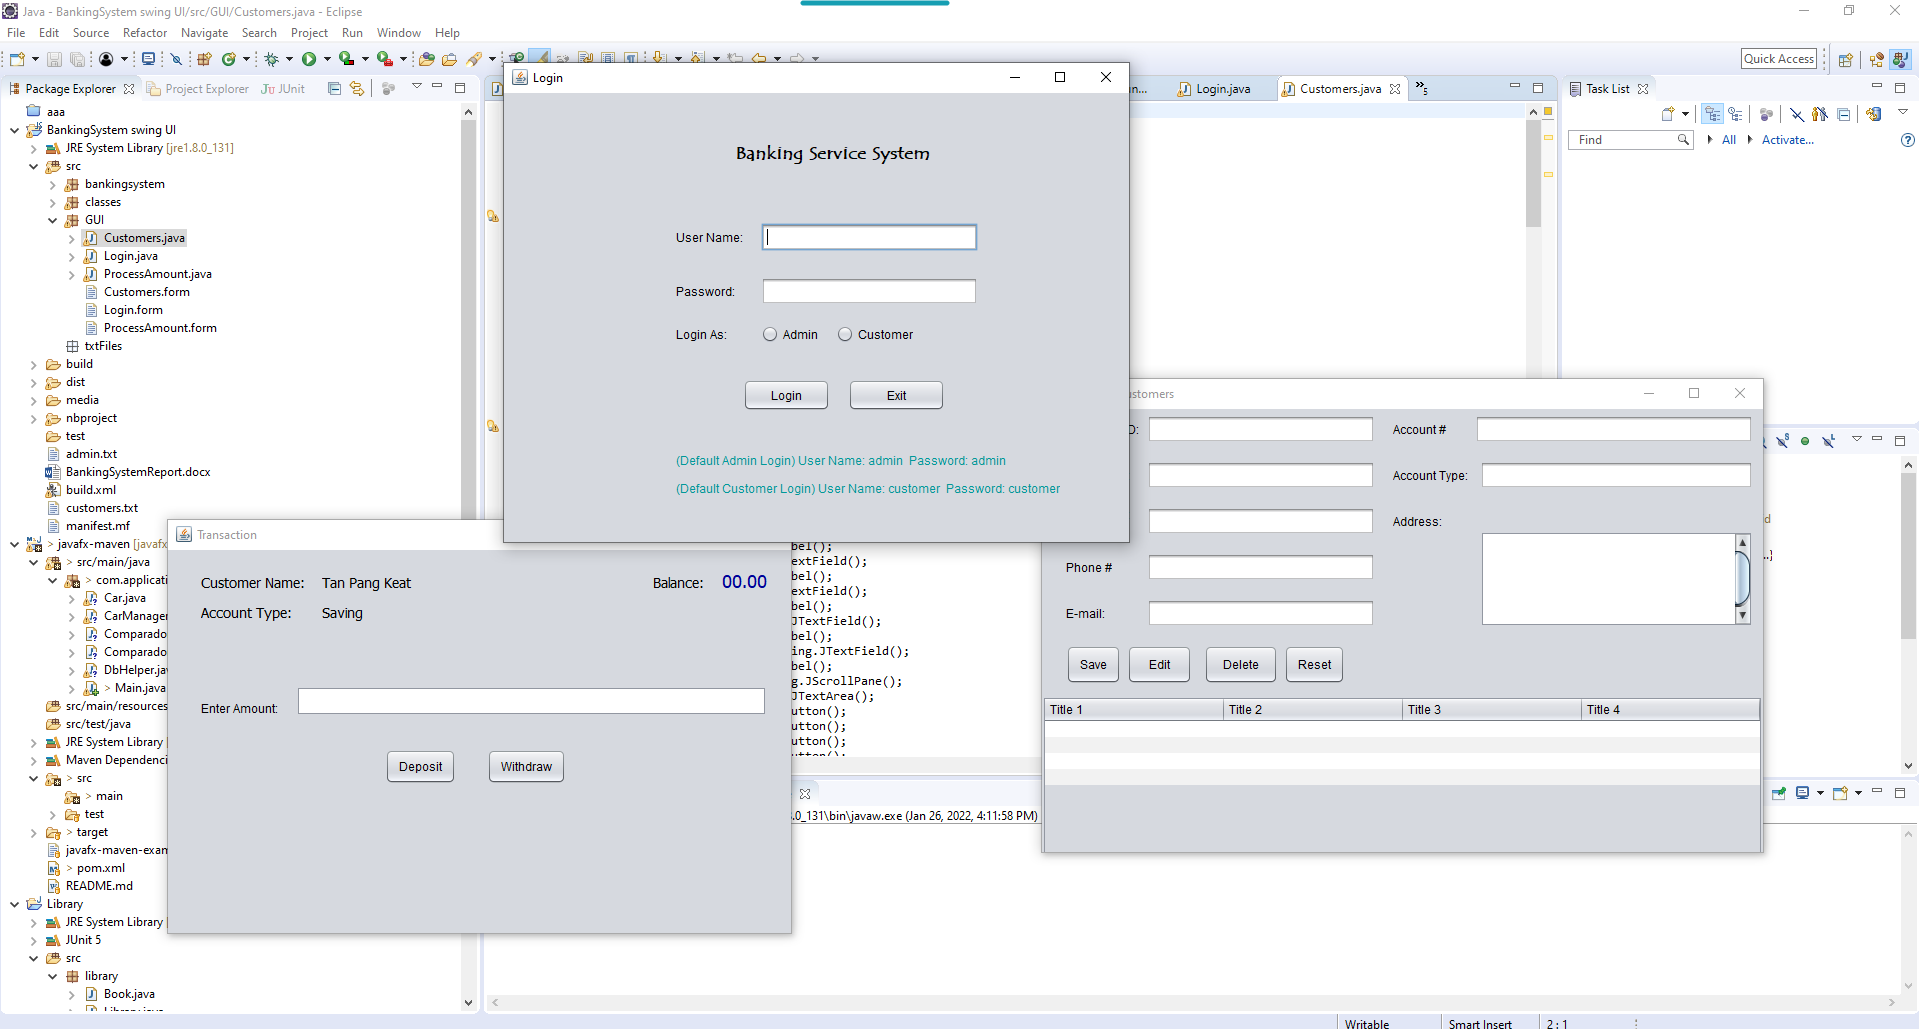 Java - BankingSystem swing UI/src/GUI/Customers.java - Eclipse
File Edit Source Refactor Navigate Search Project Run Window Help
Quick Access
Package Explorer Project Explorer JUnit
Login.java Customers.java
5
Task List
Find
All Activate...
aaa
BankingSystem swing UI
JRE System Library [jre1.8.0_131]
src
bankingsystem
classes
GUI
Customers.java
Login.java
ProcessAmount.java
Customers.form
Login.form
ProcessAmount.form
txtFiles
build
dist
media
nbproject
test
admin.txt
BankingSystemReport.docx
build.xml
customers.txt
manifest.mf
> javafx-maven [javafx
> src/main/java
> com.applicati
Car.java
CarManager
Comparado
Comparado
DbHelper.jav
> Main.java
src/main/resources
src/test/java
JRE System Library
Maven Dependenci
> src
> main
test
> target
javafx-maven-exam
> pom.xml
README.md
Library
JRE System Library
JUnit 5
src
library
Book.java
Library.java
Login
Banking Service System
User Name:
Password:
Login As: Admin Customer
Login Exit
(Default Admin Login) User Name: admin Password: admin
(Default Customer Login) User Name: customer Password: customer
Transaction
Customer Name: Tan Pang Keat Balance: 00.00
Account Type: Saving
Enter Amount:
Deposit Withdraw
bel();
extField();
bel();
extField();
bel();
JTextField();
bel();
ing.JTextField();
bel();
g.JScrollPane();
JTextArea();
utton();
utton();
utton();
utton();
.0_131\bin\javaw.exe (Jan 26, 2022, 4:11:58 PM)
stomers
D: Account #
Account Type:
Address:
Phone #
E-mail:
Save Edit Delete Reset
Title 1 Title 2 Title 3 Title 4
d
..}
Writable Smart Insert 2 : 1